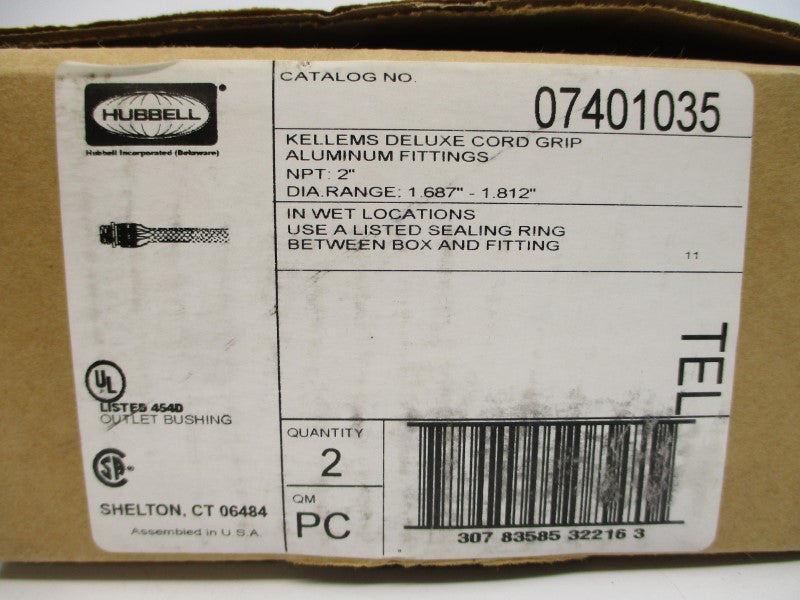 HUBBELL
®
Hubbell Incorporated (Delaware)
CATALOG NO.
07401035
KELLEMS DELUXE CORD GRIP
ALUMINUM FITTINGS
NPT: 2"
DIA.RANGE: 1.687" - 1.812"
IN WET LOCATIONS
USE A LISTED SEALING RING
BETWEEN BOX AND FITTING
11
TEL
UL
LISTED 454D
OUTLET BUSHING
SA ®
SHELTON, CT 06484
Assembled in U.S.A.
QUANTITY
2
QM
PC
307 83585 32216 3